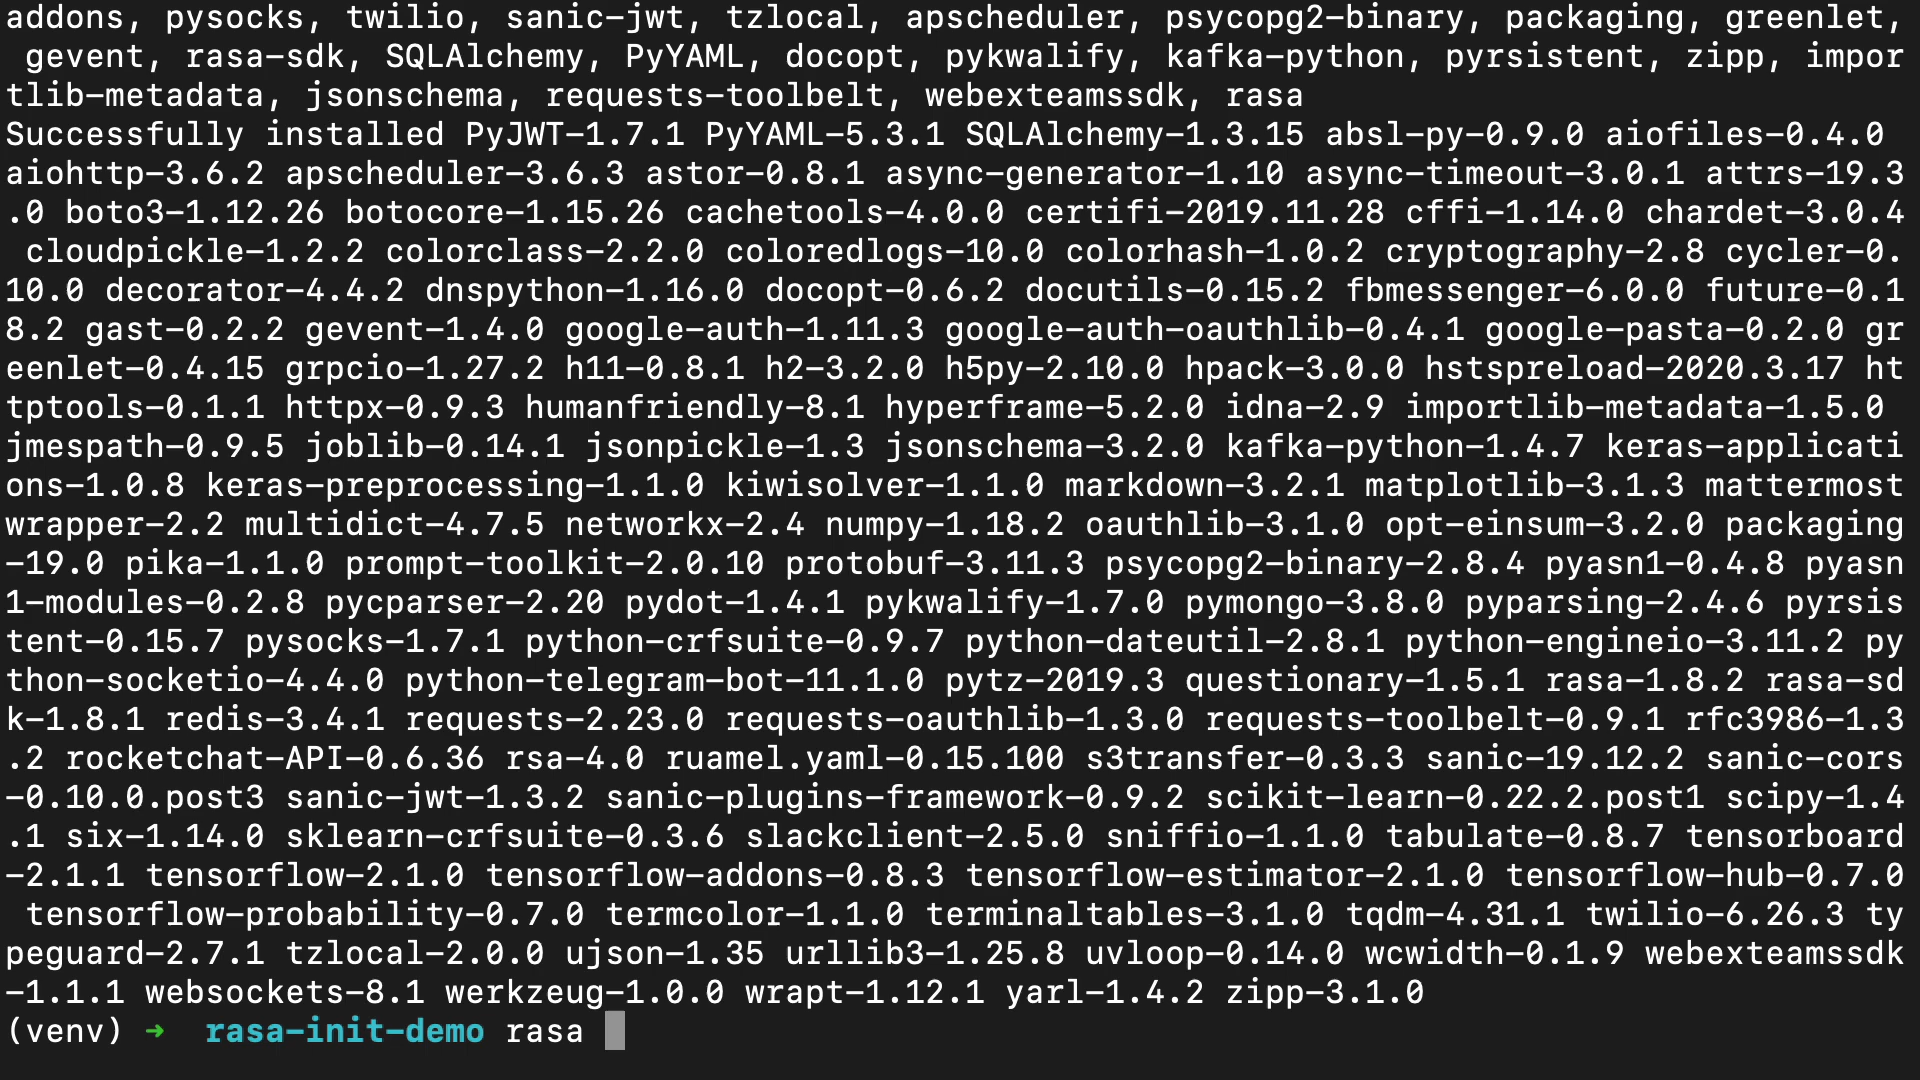 addons, pysocks, twilio, sanic-jwt, tzlocal, apscheduler, psycopg2-binary, packaging, greenlet,
 gevent, rasa-sdk, SQLAlchemy, PyYAML, docopt, pykwalify, kafka-python, pyrsistent, zipp, impor
tlib-metadata, jsonschema, requests-toolbelt, webexteamssdk, rasa
Successfully installed PyJWT-1.7.1 PyYAML-5.3.1 SQLAlchemy-1.3.15 absl-py-0.9.0 aiofiles-0.4.0
aiohttp-3.6.2 apscheduler-3.6.3 astor-0.8.1 async-generator-1.10 async-timeout-3.0.1 attrs-19.3
.0 boto3-1.12.26 botocore-1.15.26 cachetools-4.0.0 certifi-2019.11.28 cffi-1.14.0 chardet-3.0.4
 cloudpickle-1.2.2 colorclass-2.2.0 coloredlogs-10.0 colorhash-1.0.2 cryptography-2.8 cycler-0.
10.0 decorator-4.4.2 dnspython-1.16.0 docopt-0.6.2 docutils-0.15.2 fbmessenger-6.0.0 future-0.1
8.2 gast-0.2.2 gevent-1.4.0 google-auth-1.11.3 google-auth-oauthlib-0.4.1 google-pasta-0.2.0 gr
eenlet-0.4.15 grpcio-1.27.2 h11-0.8.1 h2-3.2.0 h5py-2.10.0 hpack-3.0.0 hstspreload-2020.3.17 ht
tptools-0.1.1 httpx-0.9.3 humanfriendly-8.1 hyperframe-5.2.0 idna-2.9 importlib-metadata-1.5.0
jmespath-0.9.5 joblib-0.14.1 jsonpickle-1.3 jsonschema-3.2.0 kafka-python-1.4.7 keras-applicati
ons-1.0.8 keras-preprocessing-1.1.0 kiwisolver-1.1.0 markdown-3.2.1 matplotlib-3.1.3 mattermost
wrapper-2.2 multidict-4.7.5 networkx-2.4 numpy-1.18.2 oauthlib-3.1.0 opt-einsum-3.2.0 packaging
-19.0 pika-1.1.0 prompt-toolkit-2.0.10 protobuf-3.11.3 psycopg2-binary-2.8.4 pyasn1-0.4.8 pyasn
1-modules-0.2.8 pycparser-2.20 pydot-1.4.1 pykwalify-1.7.0 pymongo-3.8.0 pyparsing-2.4.6 pyrsis
tent-0.15.7 pysocks-1.7.1 python-crfsuite-0.9.7 python-dateutil-2.8.1 python-engineio-3.11.2 py
thon-socketio-4.4.0 python-telegram-bot-11.1.0 pytz-2019.3 questionary-1.5.1 rasa-1.8.2 rasa-sd
k-1.8.1 redis-3.4.1 requests-2.23.0 requests-oauthlib-1.3.0 requests-toolbelt-0.9.1 rfc3986-1.3
.2 rocketchat-API-0.6.36 rsa-4.0 ruamel.yaml-0.15.100 s3transfer-0.3.3 sanic-19.12.2 sanic-cors
-0.10.0.post3 sanic-jwt-1.3.2 sanic-plugins-framework-0.9.2 scikit-learn-0.22.2.post1 scipy-1.4
.1 six-1.14.0 sklearn-crfsuite-0.3.6 slackclient-2.5.0 sniffio-1.1.0 tabulate-0.8.7 tensorboard
-2.1.1 tensorflow-2.1.0 tensorflow-addons-0.8.3 tensorflow-estimator-2.1.0 tensorflow-hub-0.7.0
 tensorflow-probability-0.7.0 termcolor-1.1.0 terminaltables-3.1.0 tqdm-4.31.1 twilio-6.26.3 ty
peguard-2.7.1 tzlocal-2.0.0 ujson-1.35 urllib3-1.25.8 uvloop-0.14.0 wcwidth-0.1.9 webexteamssdk
-1.1.1 websockets-8.1 werkzeug-1.0.0 wrapt-1.12.1 yarl-1.4.2 zipp-3.1.0
(venv) ➜  rasa-init-demo rasa